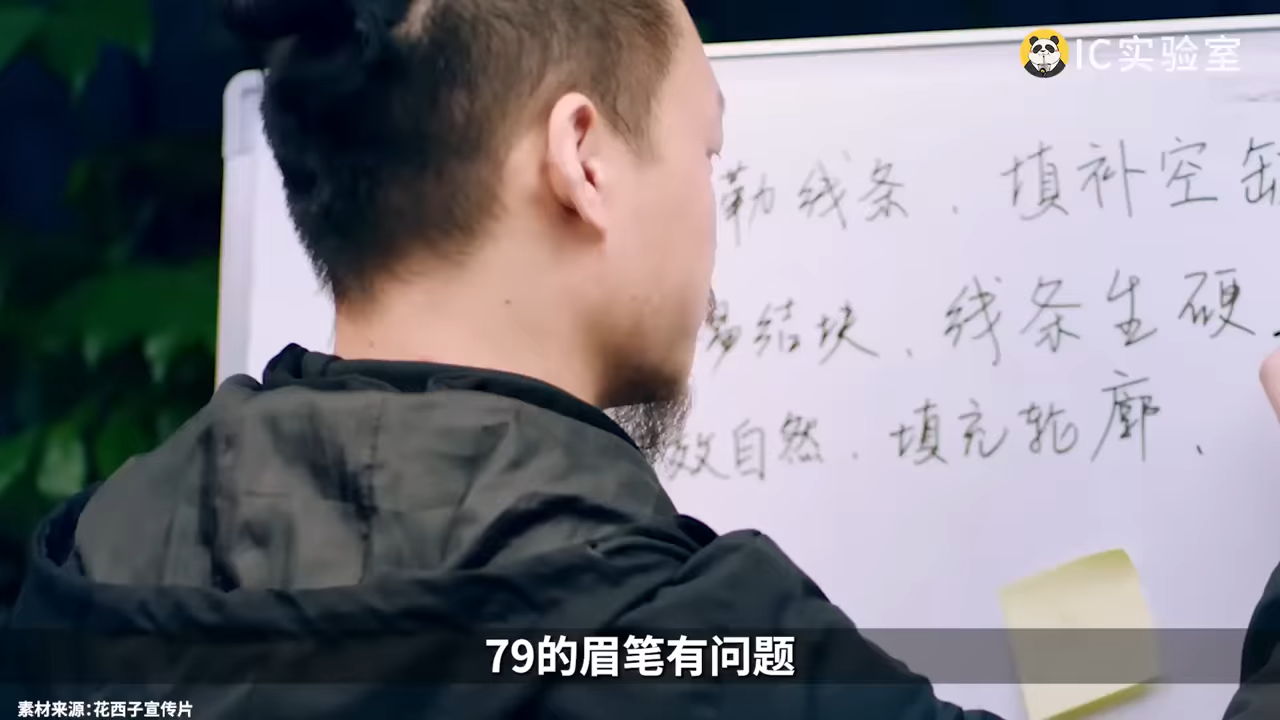 IC实验室
勒线条，填补空缺
易结块、线条生硬
效自然，填充轮廓、
79的眉笔有问题
素材来源：花西子宣传片